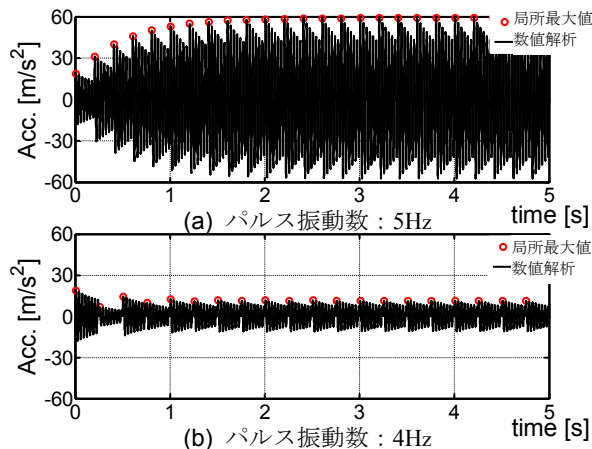 60
30
0
-30
-60
Acc. [m/s²]
局所最大値
数値解析
0 1 2 3 4 5
(a) パルス振動数：5Hz
time [s]
60
30
0
-30
-60
Acc. [m/s²]
局所最大値
数値解析
0 1 2 3 4 5
(b) パルス振動数：4Hz
time [s]